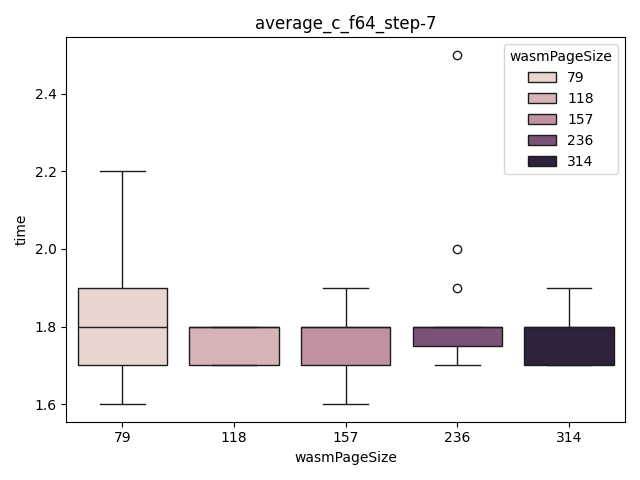 average_c_f64_step-7
wasmPageSize
79
118
157
236
314
2.4
2.2
2.0
1.8
1.6
time
79 118 157 236 314
wasmPageSize